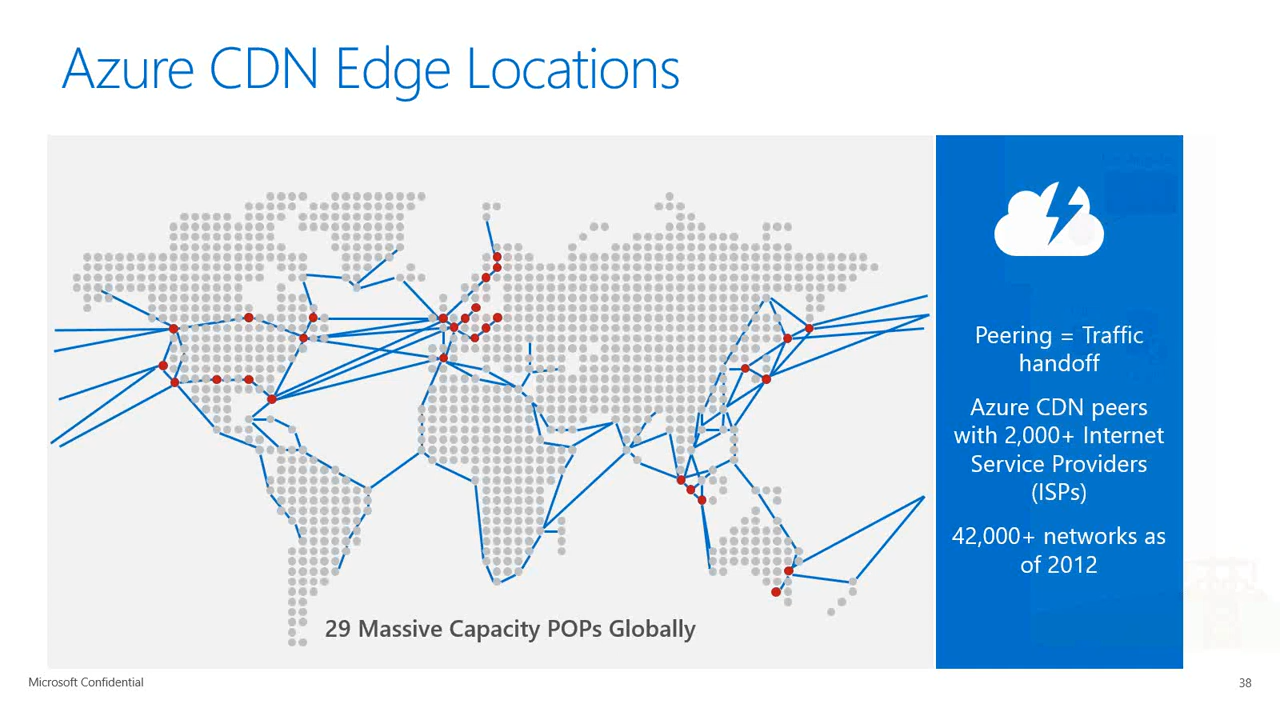 Azure CDN Edge Locations
Peering = Traffic
handoff
Azure CDN peers
with 2,000+ Internet
Service Providers
(ISPs)
42,000+ networks as
of 2012
29 Massive Capacity POPs Globally
Microsoft Confidential
38